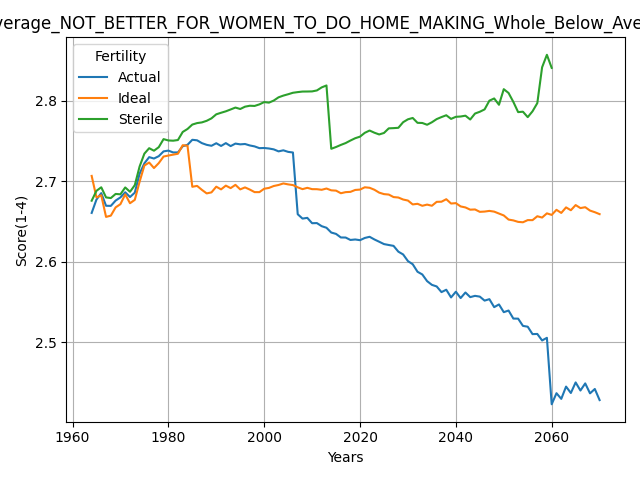 verage_NOT_BETTER_FOR_WOMEN_TO_DO_HOME_MAKING_Whole_Below_Ave
Fertility
Actual
Ideal
Sterile
Score(1-4)
2.8
2.7
2.6
2.5
1960 1980 2000 2020 2040 2060
Years